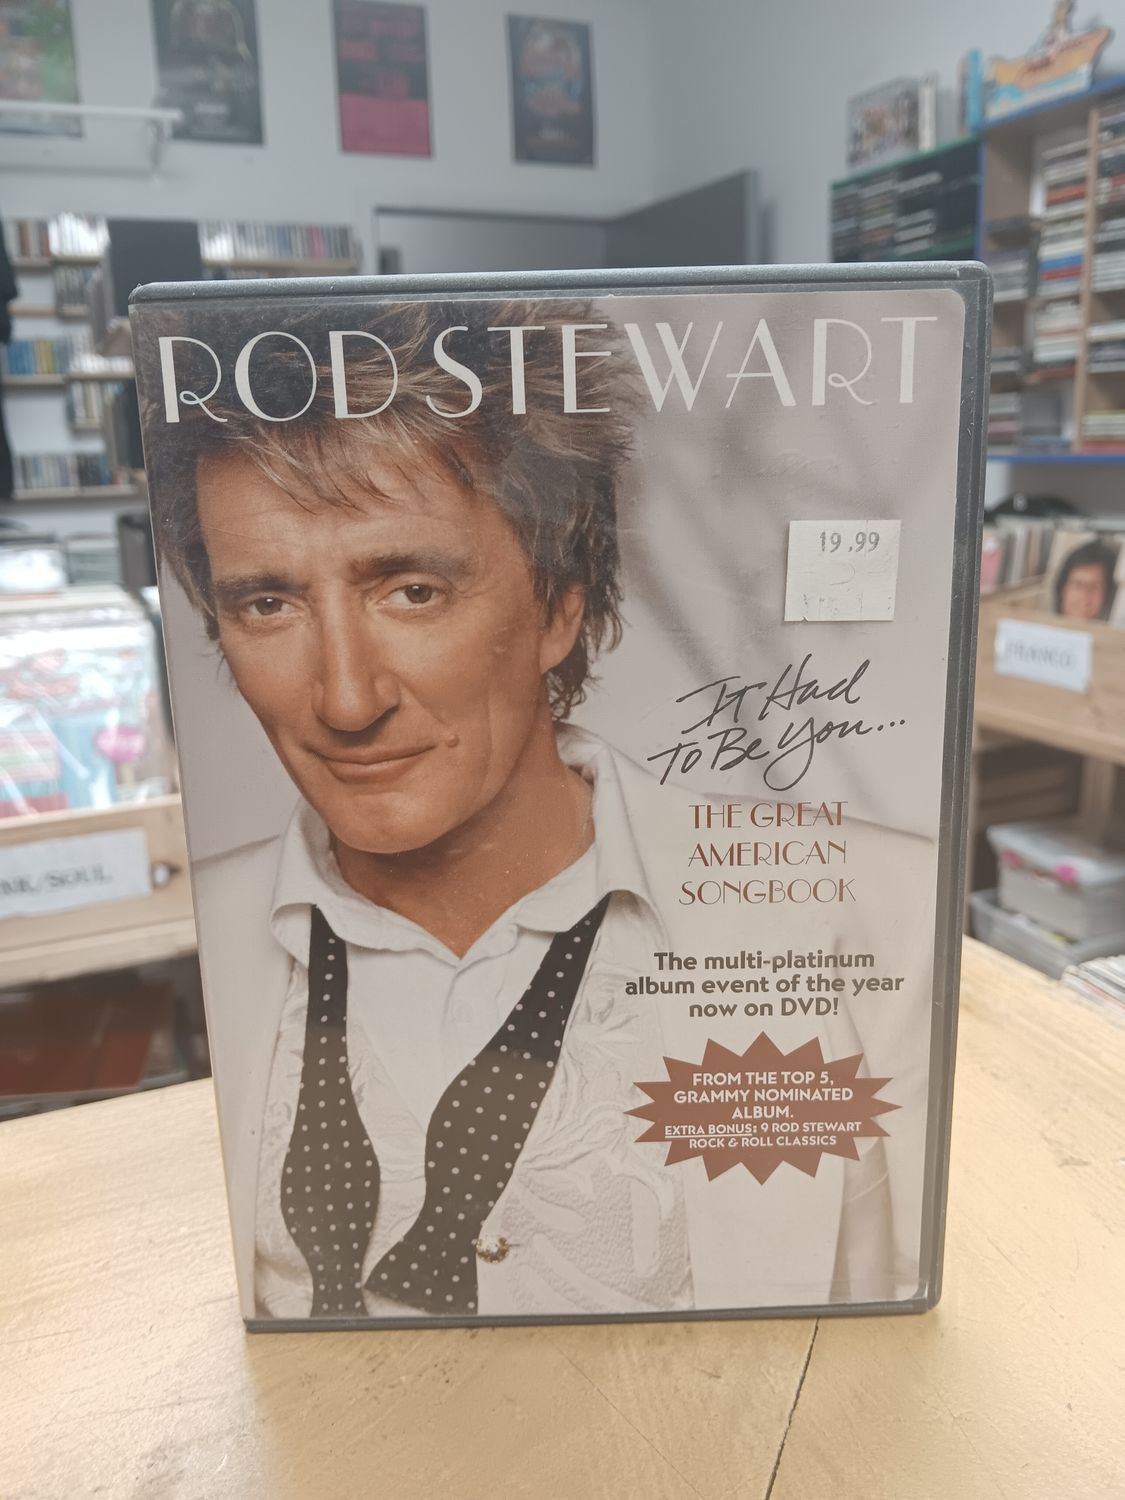 ROD STEWART
19.99
It Had
To Be You...
THE GREAT
AMERICAN
SONGBOOK
The multi-platinum
album event of the year
now on DVD!
FROM THE TOP 5,
GRAMMY NOMINATED
ALBUM.
EXTRA BONUS: 9 ROD STEWART
ROCK & ROLL CLASSICS
/SOUL